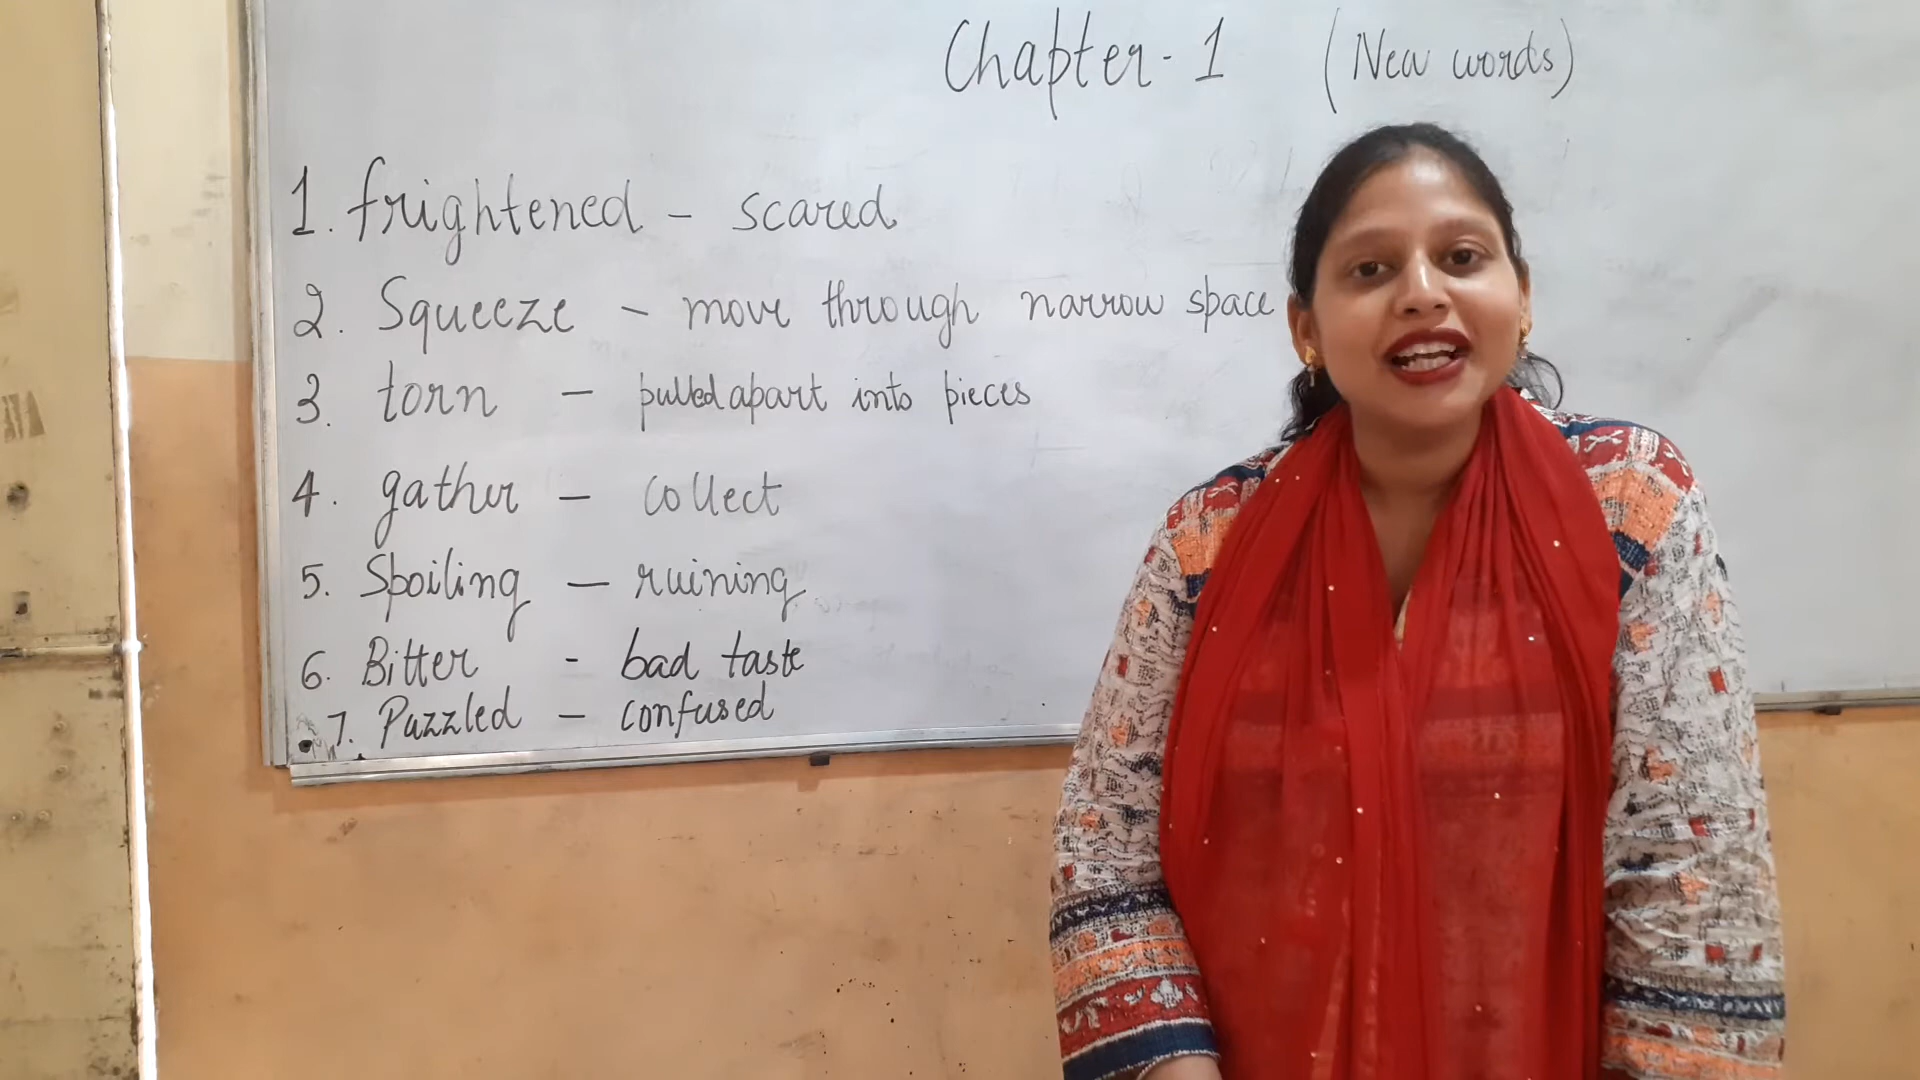 Chapter-1 (New words)
1. frightened - scared
2. Squeeze - move through narrow space
3. torn - pulled apart into pieces
4. gather - collect
5. Spoiling - ruining
6. Bitter - bad taste
7. Puzzled - confused